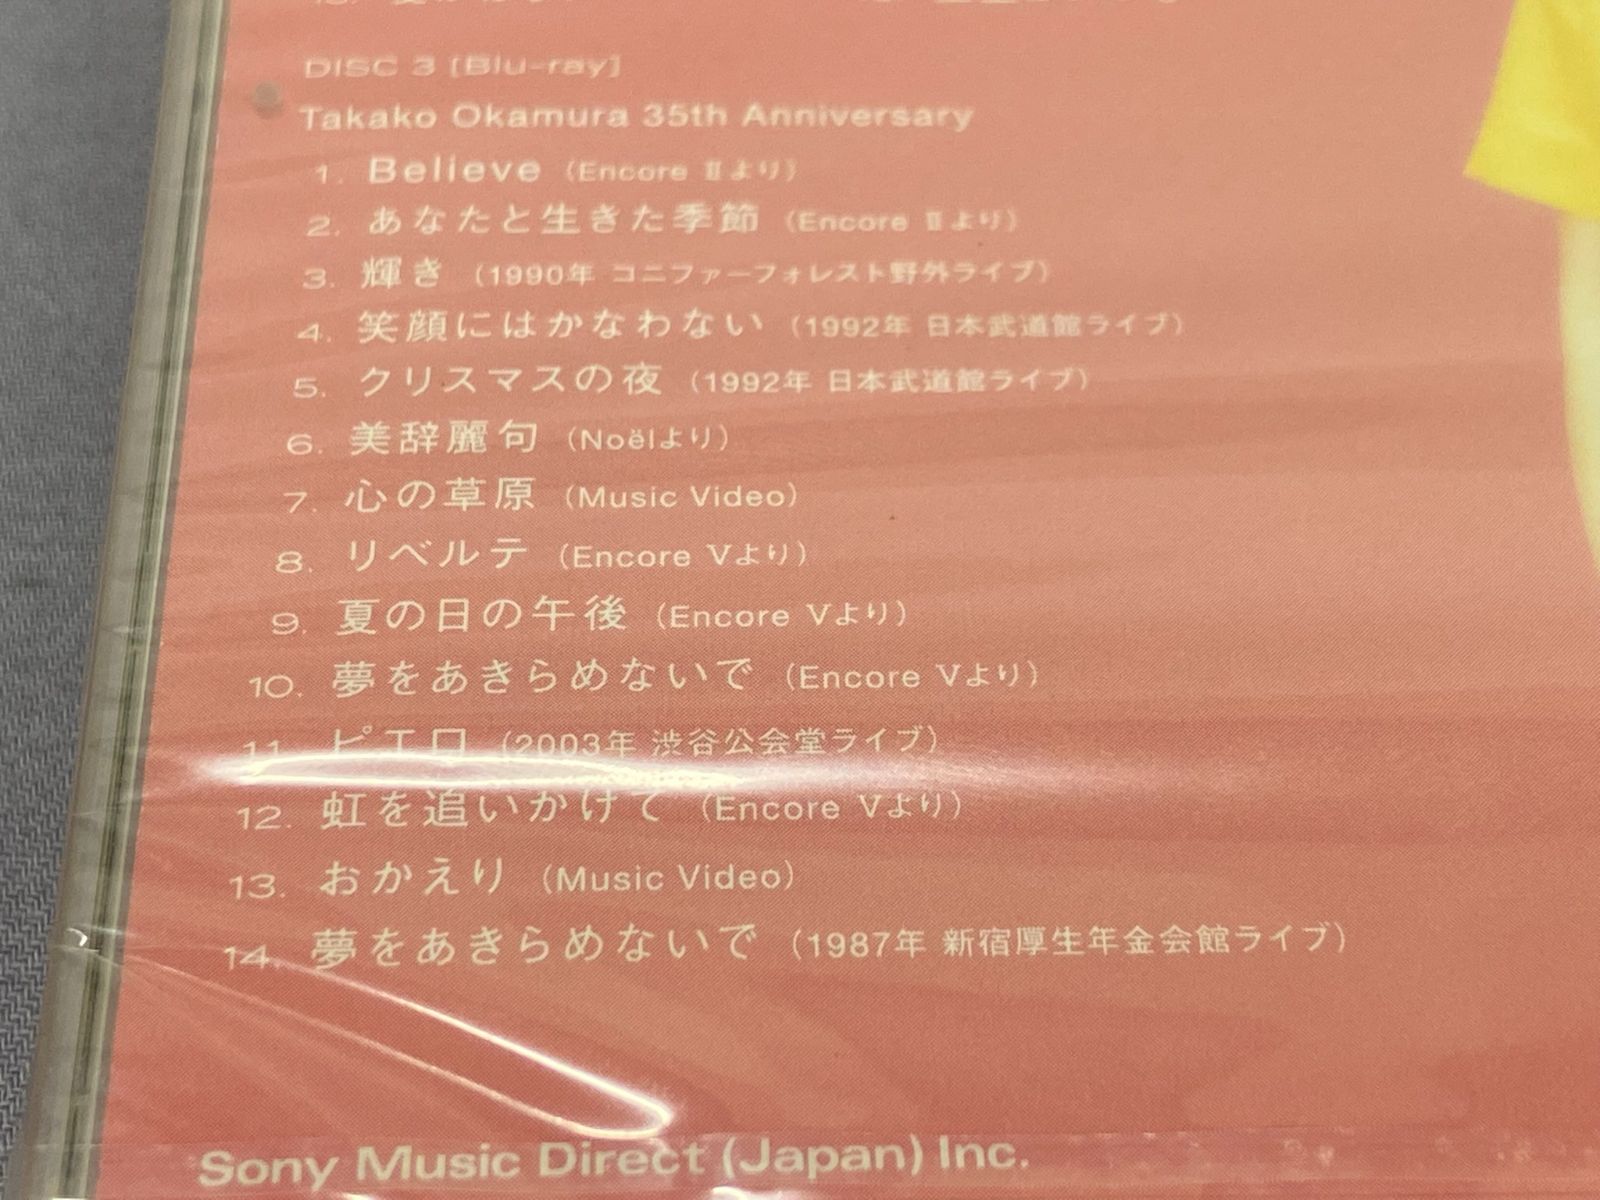 DISC 3 [Blu-ray]
Takako Okamura 35th Anniversary
1. Believe（Encore Ⅱより）
2. あなたと生きた季節（Encore Ⅱより）
3. 輝き（1990年 コニファーフォレスト野外ライブ）
4. 笑顔にはかなわない（1992年 日本武道館ライブ）
5. クリスマスの夜（1992年 日本武道館ライブ）
6. 美辞麗句（Noëlより）
7. 心の草原（Music Video）
8. リベルテ（Encore Ⅴより）
9. 夏の日の午後（Encore Ⅴより）
10. 夢をあきらめないで（Encore Ⅴより）
11. ピエロ（2003年 渋谷公会堂ライブ）
12. 虹を追いかけて（Encore Ⅴより）
13. おかえり（Music Video）
14. 夢をあきらめないで（1987年 新宿厚生年金会館ライブ）
Sony Music Direct (Japan) Inc.